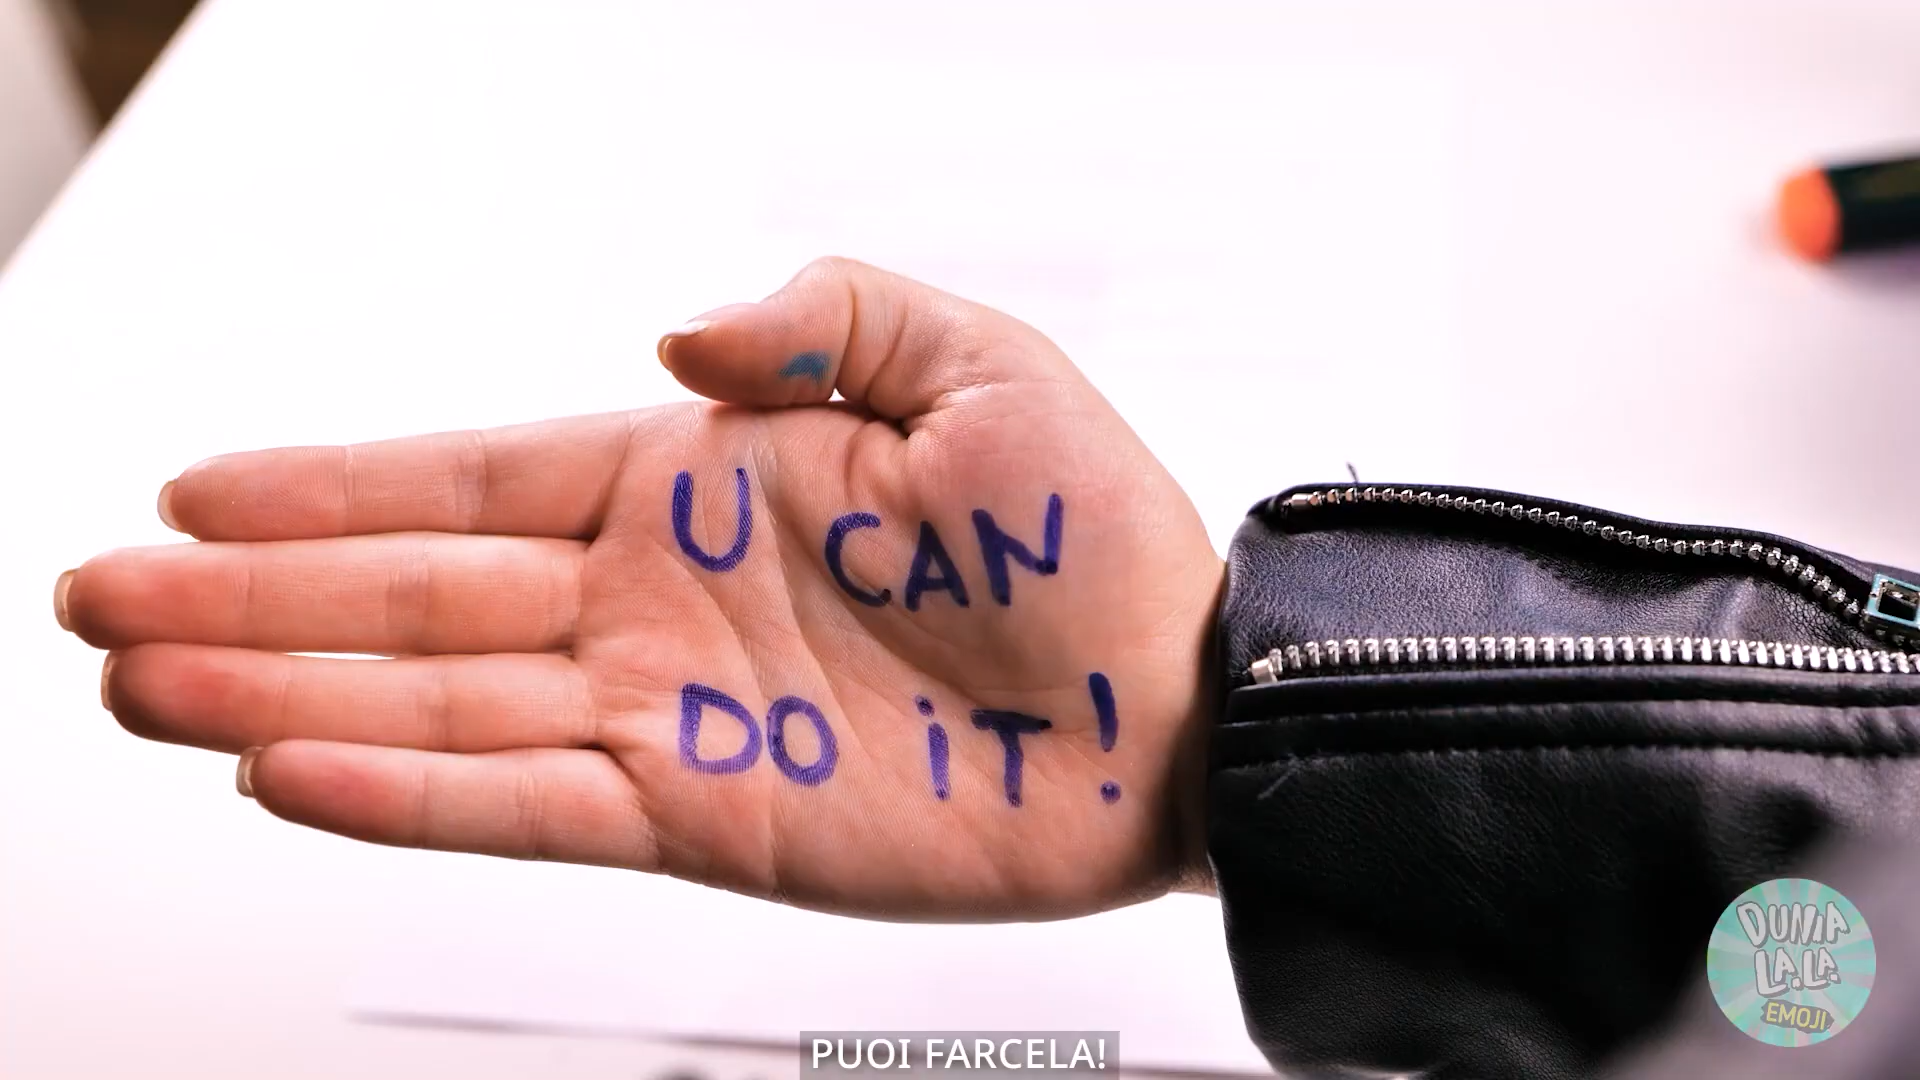 U CAN
DO iT!
DUNIA
LA.LA.
EMOJI
PUOI FARCELA!